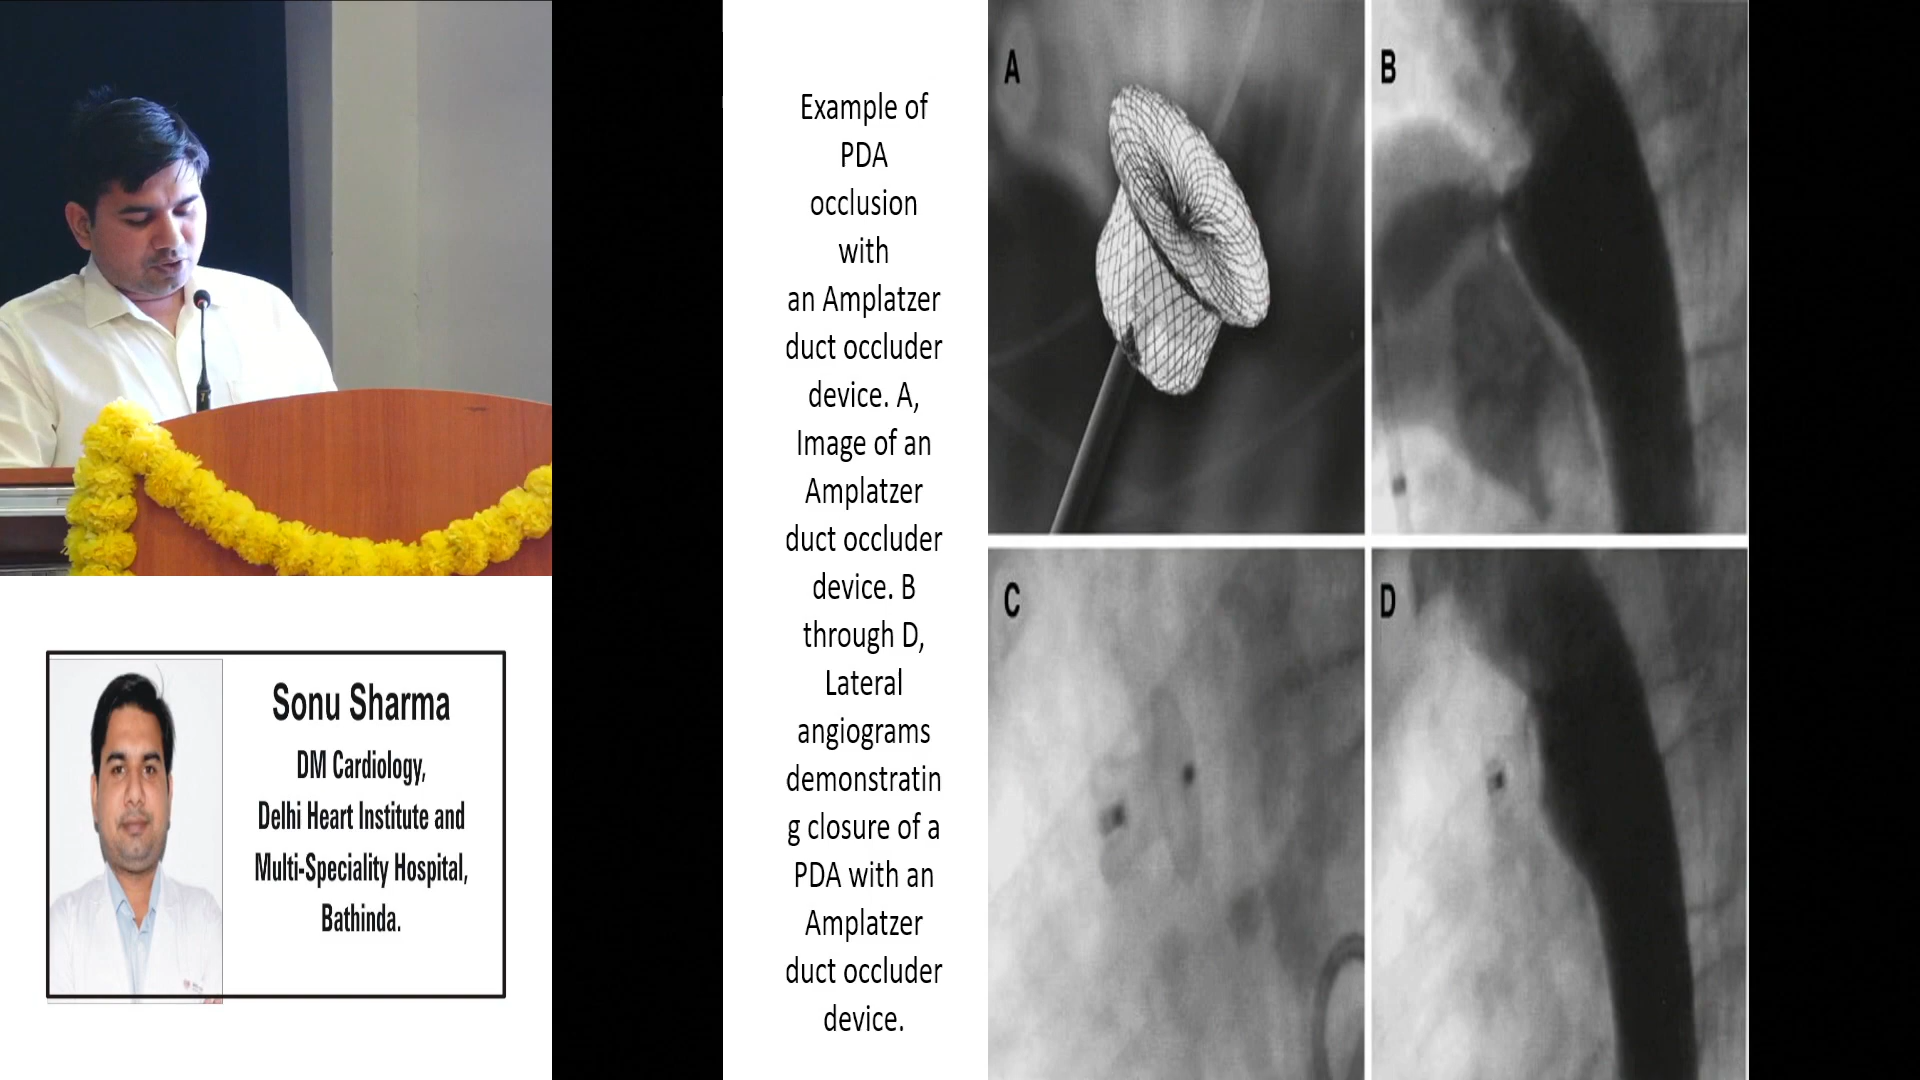 Sonu Sharma
DM Cardiology,
Delhi Heart Institute and
Multi-Speciality Hospital,
Bathinda.
Example of
PDA
occlusion
with
an Amplatzer
duct occluder
device. A,
Image of an
Amplatzer
duct occluder
device. B
through D,
Lateral
angiograms
demonstratin
g closure of a
PDA with an
Amplatzer
duct occluder
device.
A
B
C
D